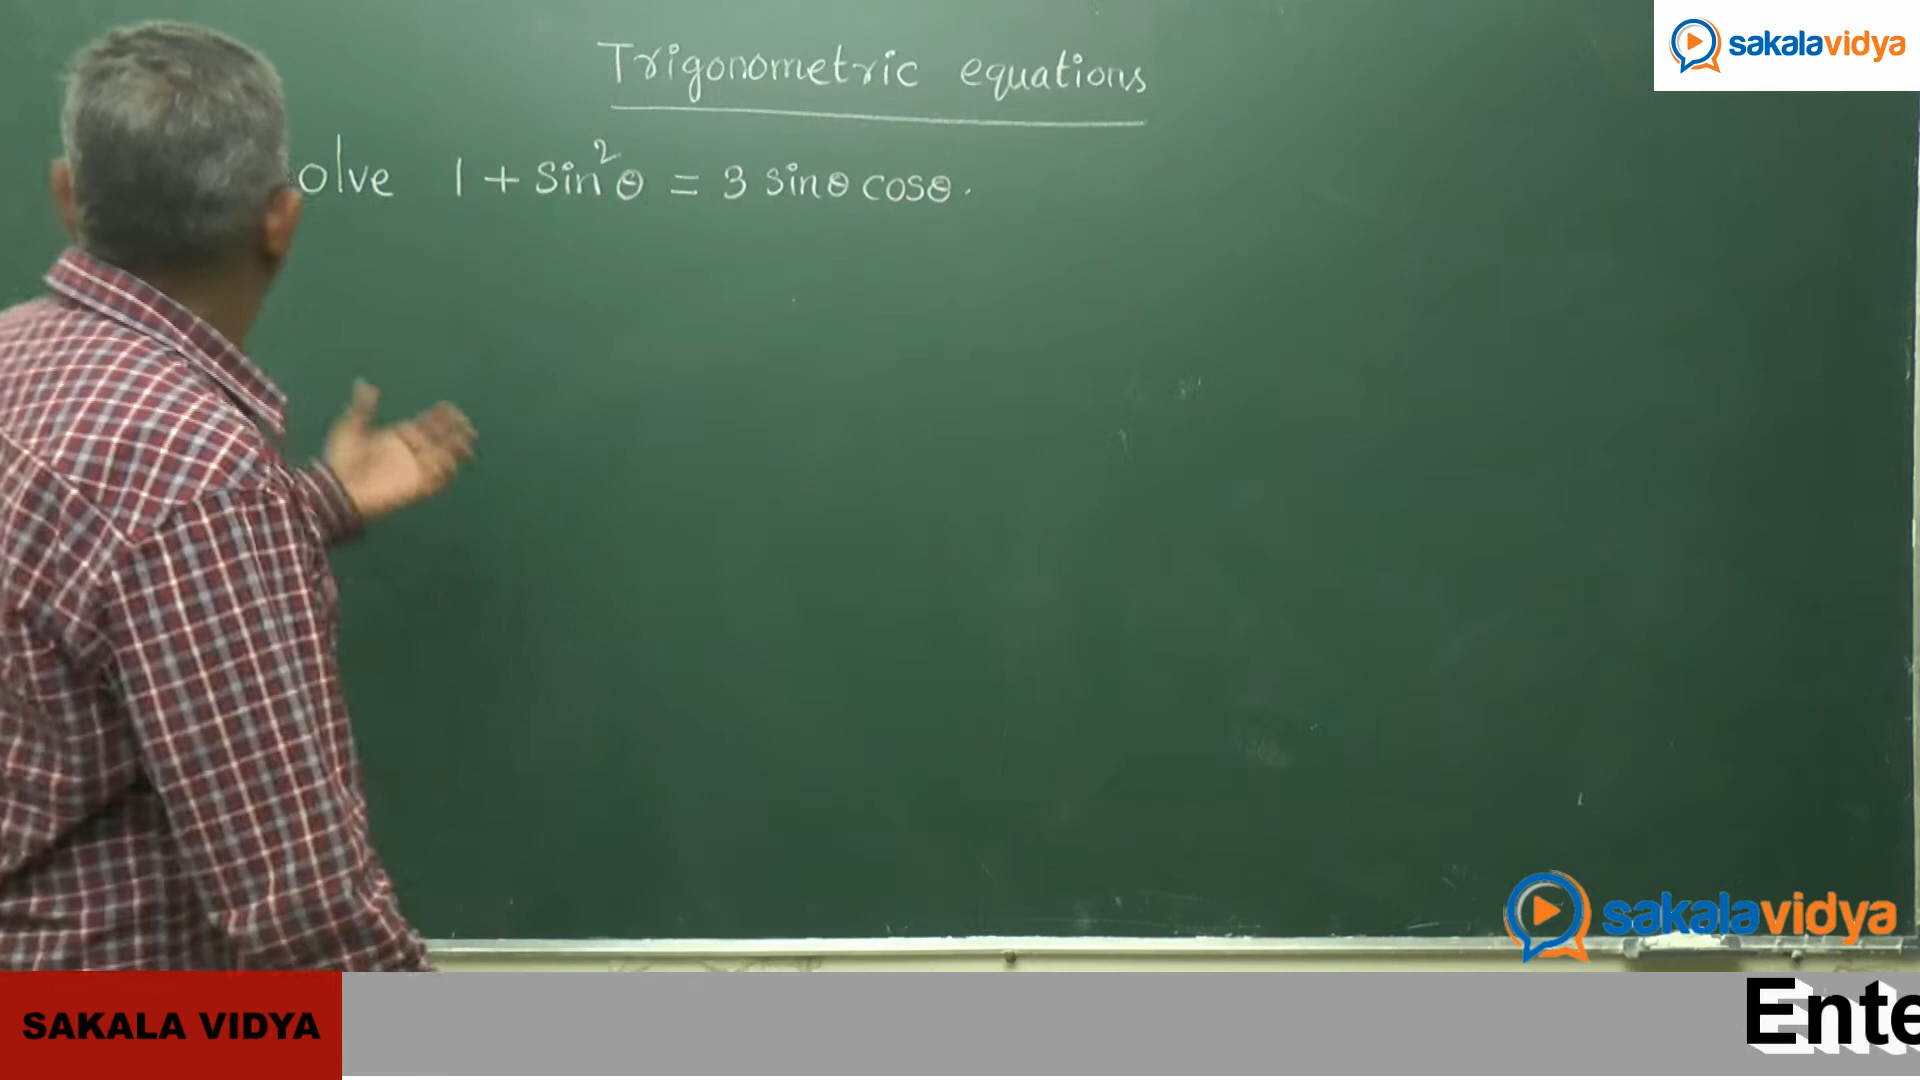 sakalavidya
Trigonometric equations
olve 1 + sin²θ = 3 sinθ cosθ.
sakalavidya
SAKALA VIDYA
Ente